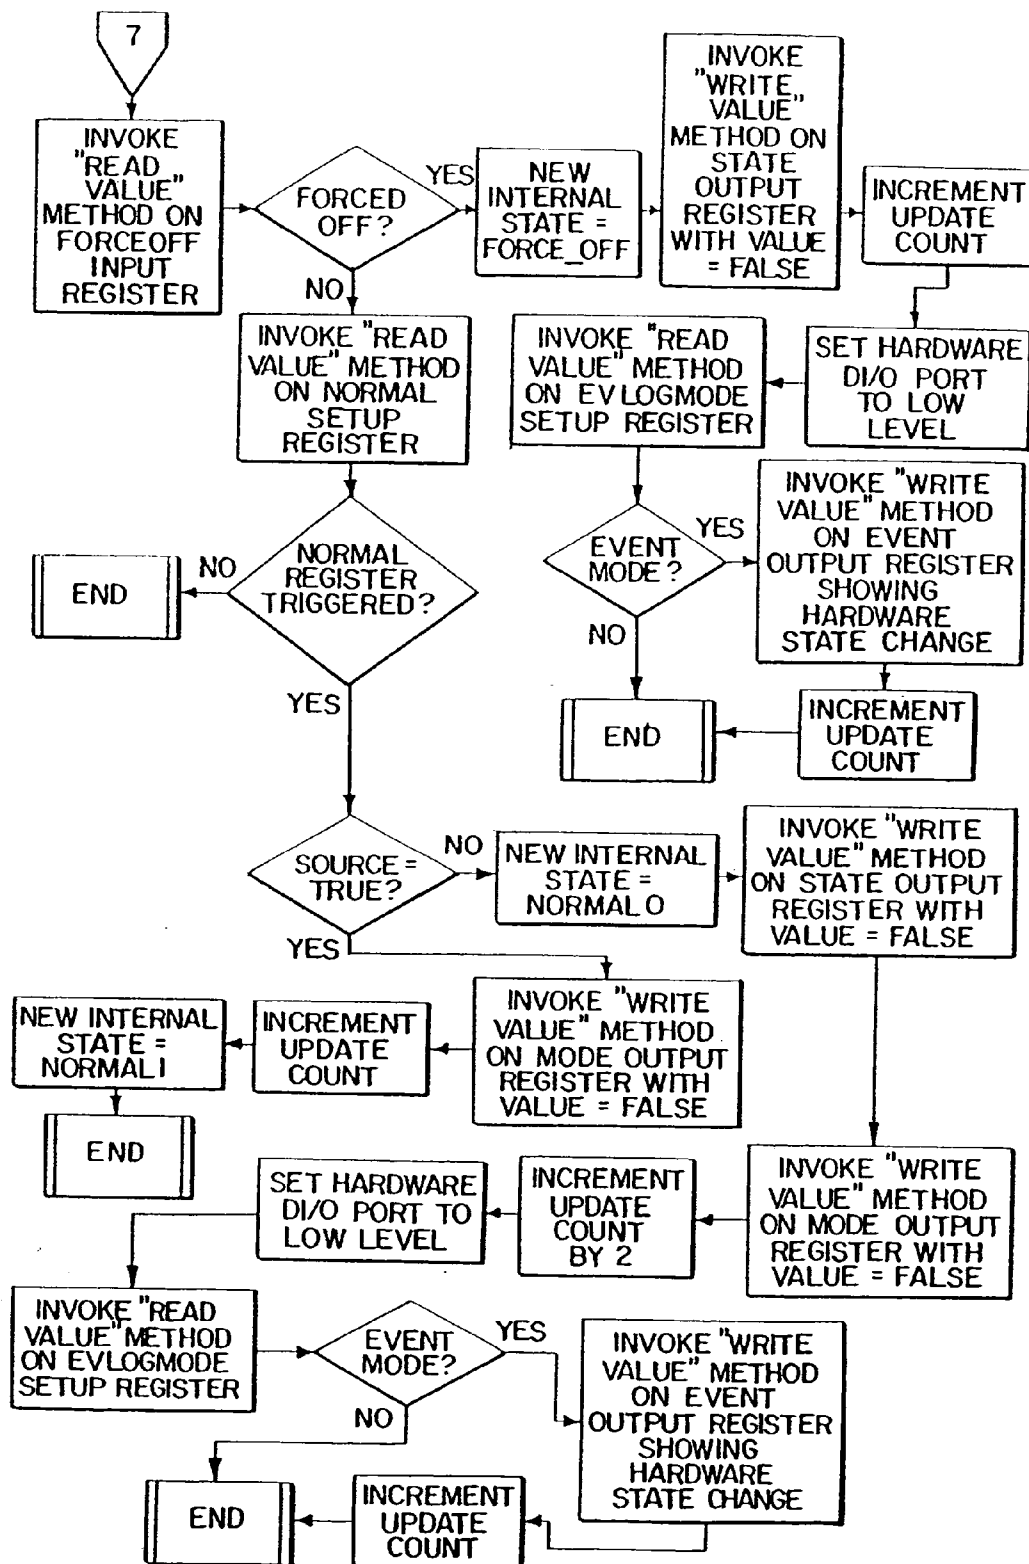 7
INVOKE
"READ
VALUE"
METHOD ON
FORCEOFF
INPUT
REGISTER
FORCED
OFF?
YES
NO
NEW
INTERNAL
STATE =
FORCE_OFF
INVOKE
"WRITE
VALUE"
METHOD ON
STATE
OUTPUT
REGISTER
WITH VALUE
= FALSE
INCREMENT
UPDATE
COUNT
SET HARDWARE
DI/O PORT
TO LOW
LEVEL
INVOKE "READ
VALUE" METHOD
ON EVLOGMODE
SETUP REGISTER
EVENT
MODE?
YES
NO
INVOKE "WRITE
VALUE" METHOD
ON EVENT
OUTPUT REGISTER
SHOWING
HARDWARE
STATE CHANGE
INCREMENT
UPDATE
COUNT
END
INVOKE "READ
VALUE" METHOD
ON NORMAL
SETUP
REGISTER
NORMAL
REGISTER
TRIGGERED?
NO
END
YES
SOURCE =
TRUE?
NO
YES
NEW INTERNAL
STATE =
NORMAL0
INVOKE "WRITE
VALUE" METHOD
ON STATE OUTPUT
REGISTER WITH
VALUE = FALSE
INVOKE "WRITE
VALUE" METHOD
ON MODE OUTPUT
REGISTER WITH
VALUE = FALSE
INCREMENT
UPDATE
COUNT
NEW INTERNAL
STATE =
NORMAL1
END
INVOKE "WRITE
VALUE" METHOD
ON MODE OUTPUT
REGISTER WITH
VALUE = FALSE
INCREMENT
UPDATE
COUNT
BY 2
SET HARDWARE
DI/O PORT TO
LOW LEVEL
INVOKE "READ
VALUE" METHOD
ON EVLOGMODE
SETUP REGISTER
EVENT
MODE?
YES
NO
INVOKE "WRITE
VALUE" METHOD
ON EVENT
OUTPUT REGISTER
SHOWING
HARDWARE
STATE CHANGE
INCREMENT
UPDATE
COUNT
END